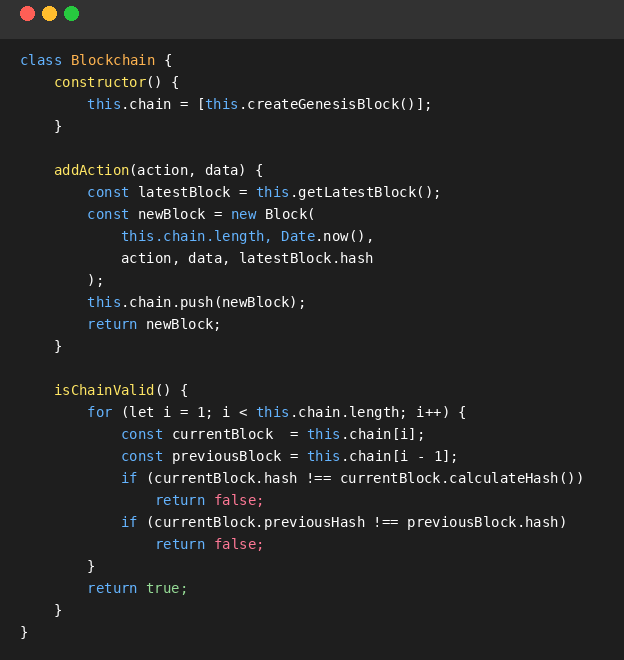 class Blockchain {
    constructor() {
        this.chain = [this.createGenesisBlock()];
    }

    addAction(action, data) {
        const latestBlock = this.getLatestBlock();
        const newBlock = new Block(
            this.chain.length, Date.now(),
            action, data, latestBlock.hash
        );
        this.chain.push(newBlock);
        return newBlock;
    }

    isChainValid() {
        for (let i = 1; i < this.chain.length; i++) {
            const currentBlock  = this.chain[i];
            const previousBlock = this.chain[i - 1];
            if (currentBlock.hash !== currentBlock.calculateHash())
                return false;
            if (currentBlock.previousHash !== previousBlock.hash)
                return false;
        }
        return true;
    }
}